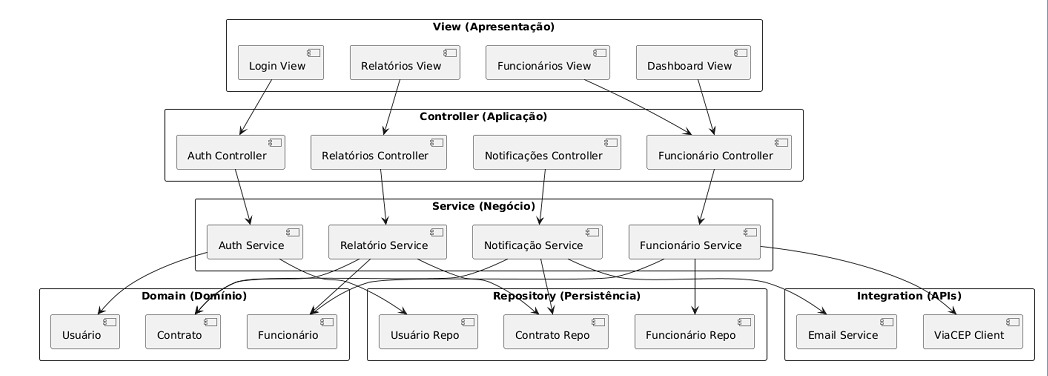 View (Apresentação)
Login View
Relatórios View
Funcionários View
Dashboard View
Controller (Aplicação)
Auth Controller
Relatórios Controller
Notificações Controller
Funcionário Controller
Service (Negócio)
Auth Service
Relatório Service
Notificação Service
Funcionário Service
Domain (Domínio)
Repository (Persistência)
Integration (APIs)
Usuário
Contrato
Funcionário
Usuário Repo
Contrato Repo
Funcionário Repo
Email Service
ViaCEP Client